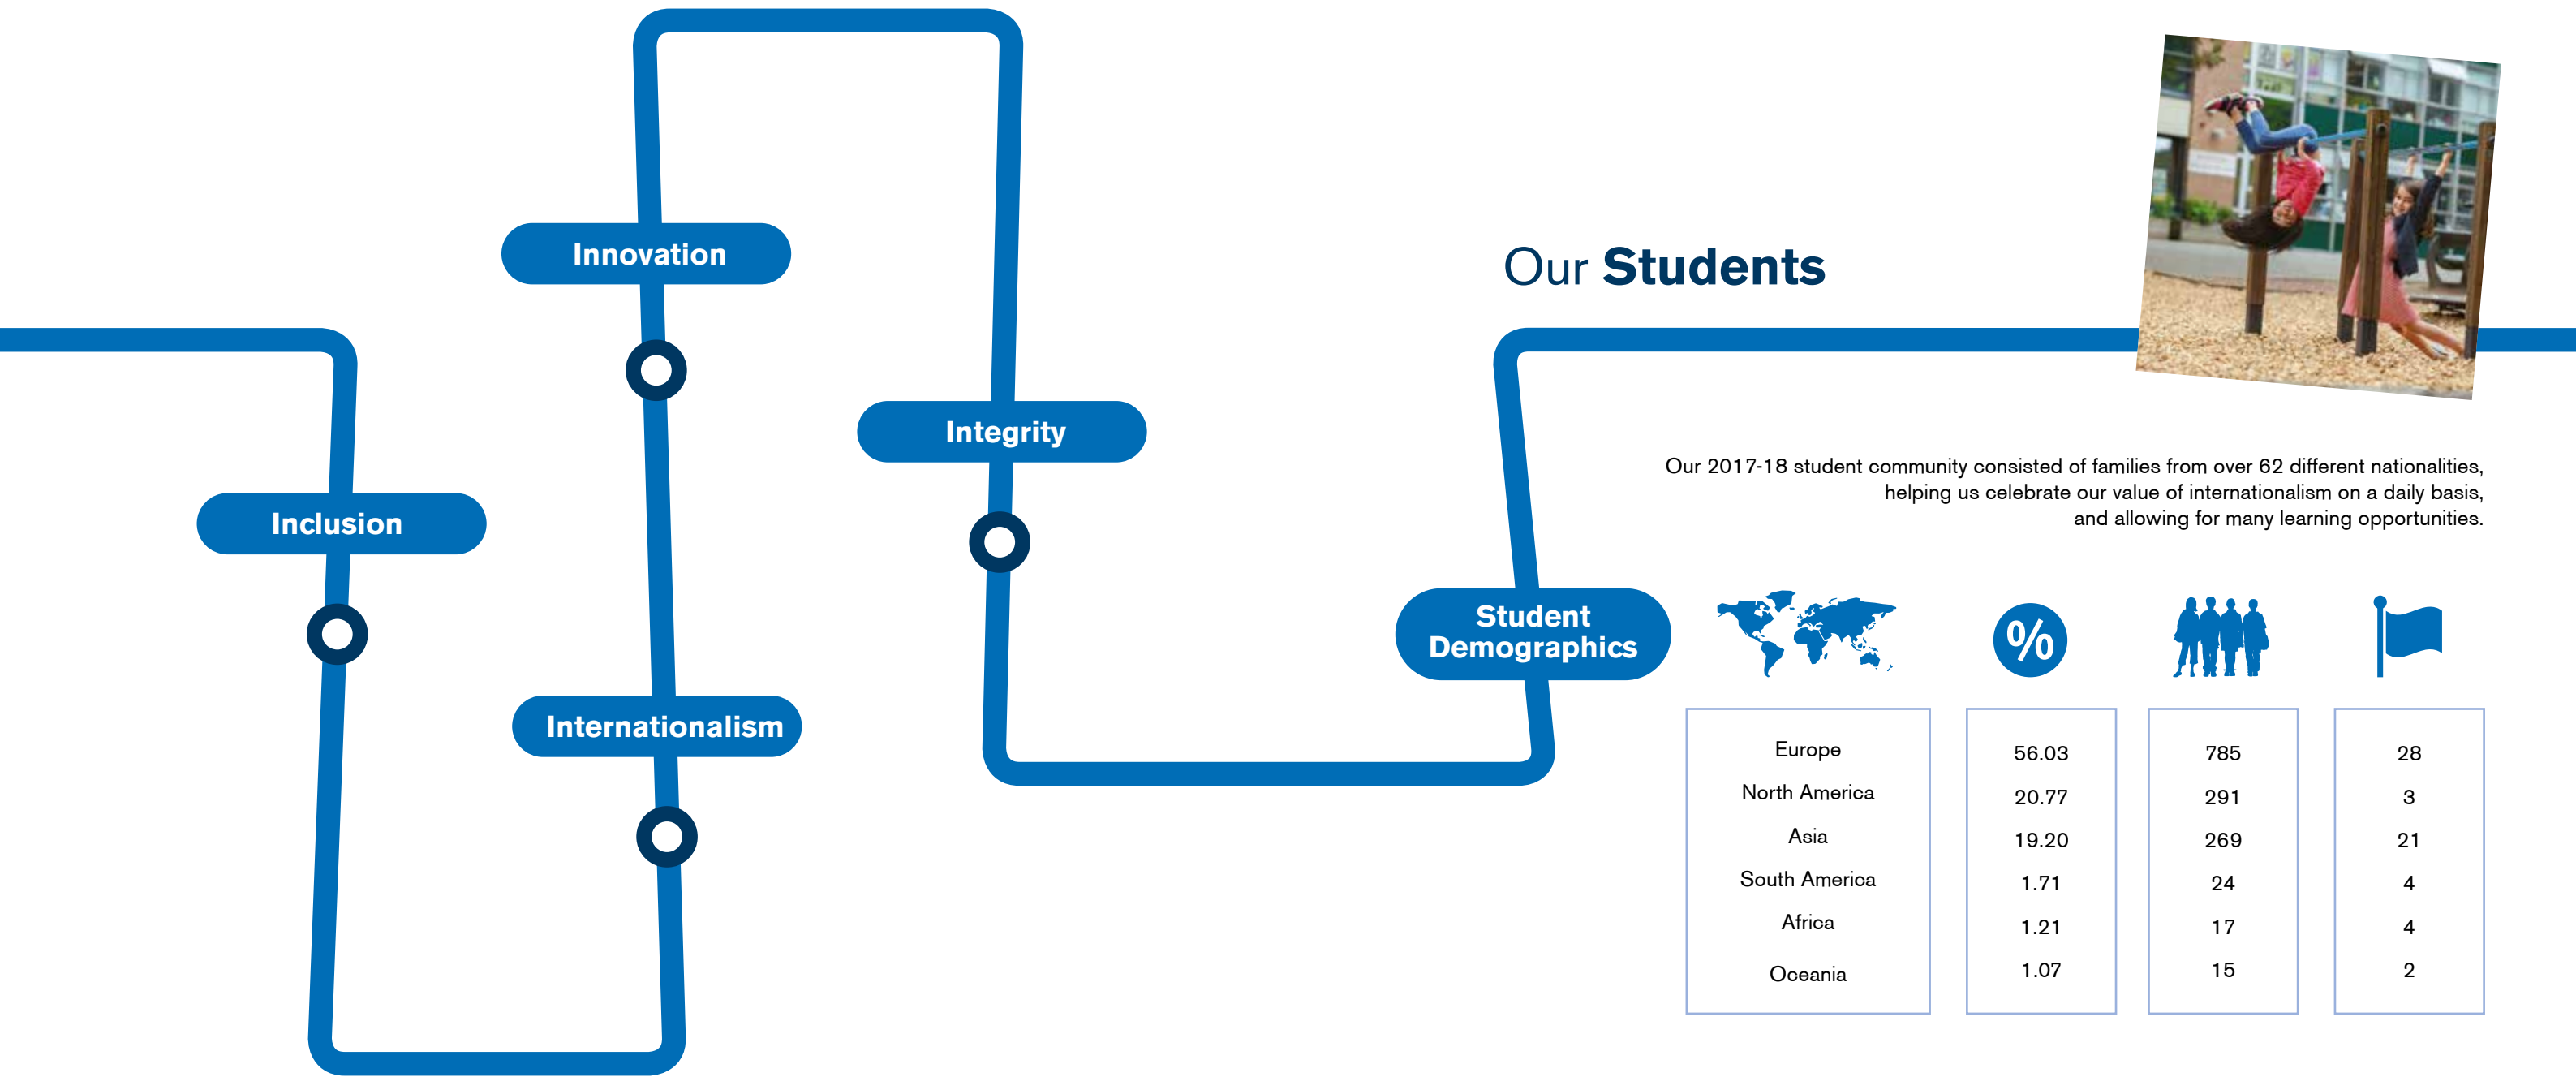 Innovation
Inclusion
Internationalism
Integrity
Our Students
Our 2017-18 student community consisted of families from over 62 different nationalities,
helping us celebrate our value of internationalism on a daily basis,
and allowing for many learning opportunities.
Student
Demographics
%
Europe 56.03 785 28
North America 20.77 291 3
Asia 19.20 269 21
South America 1.71 24 4
Africa 1.21 17 4
Oceania 1.07 15 2